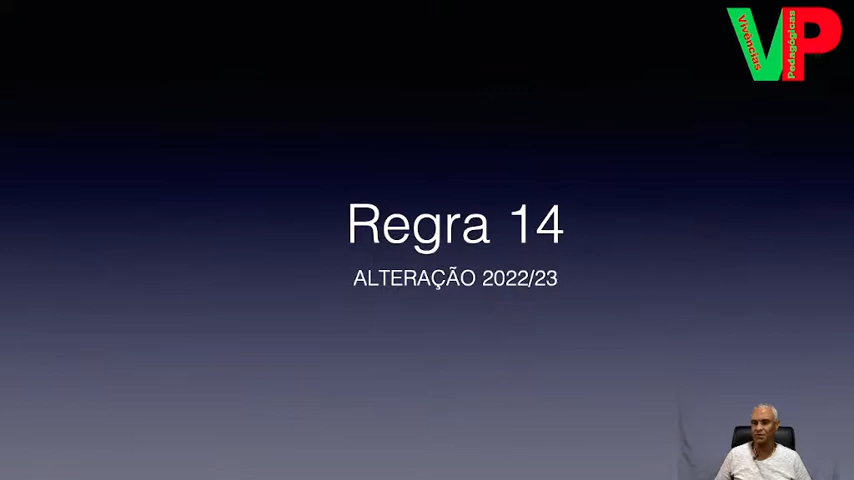 Vivências
Pedagógicas
VP
Regra 14
ALTERAÇÃO 2022/23